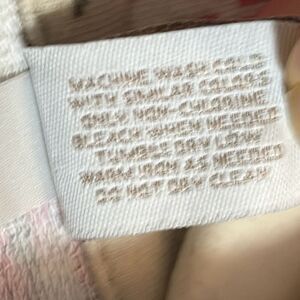 MACHINE WASH COLD
WITH SIMILAR COLORS
ONLY NON-CHLORINE
BLEACH WHEN NEEDED
TUMBLE DRY LOW
WARM IRON AS NEEDED
DO NOT DRY CLEAN